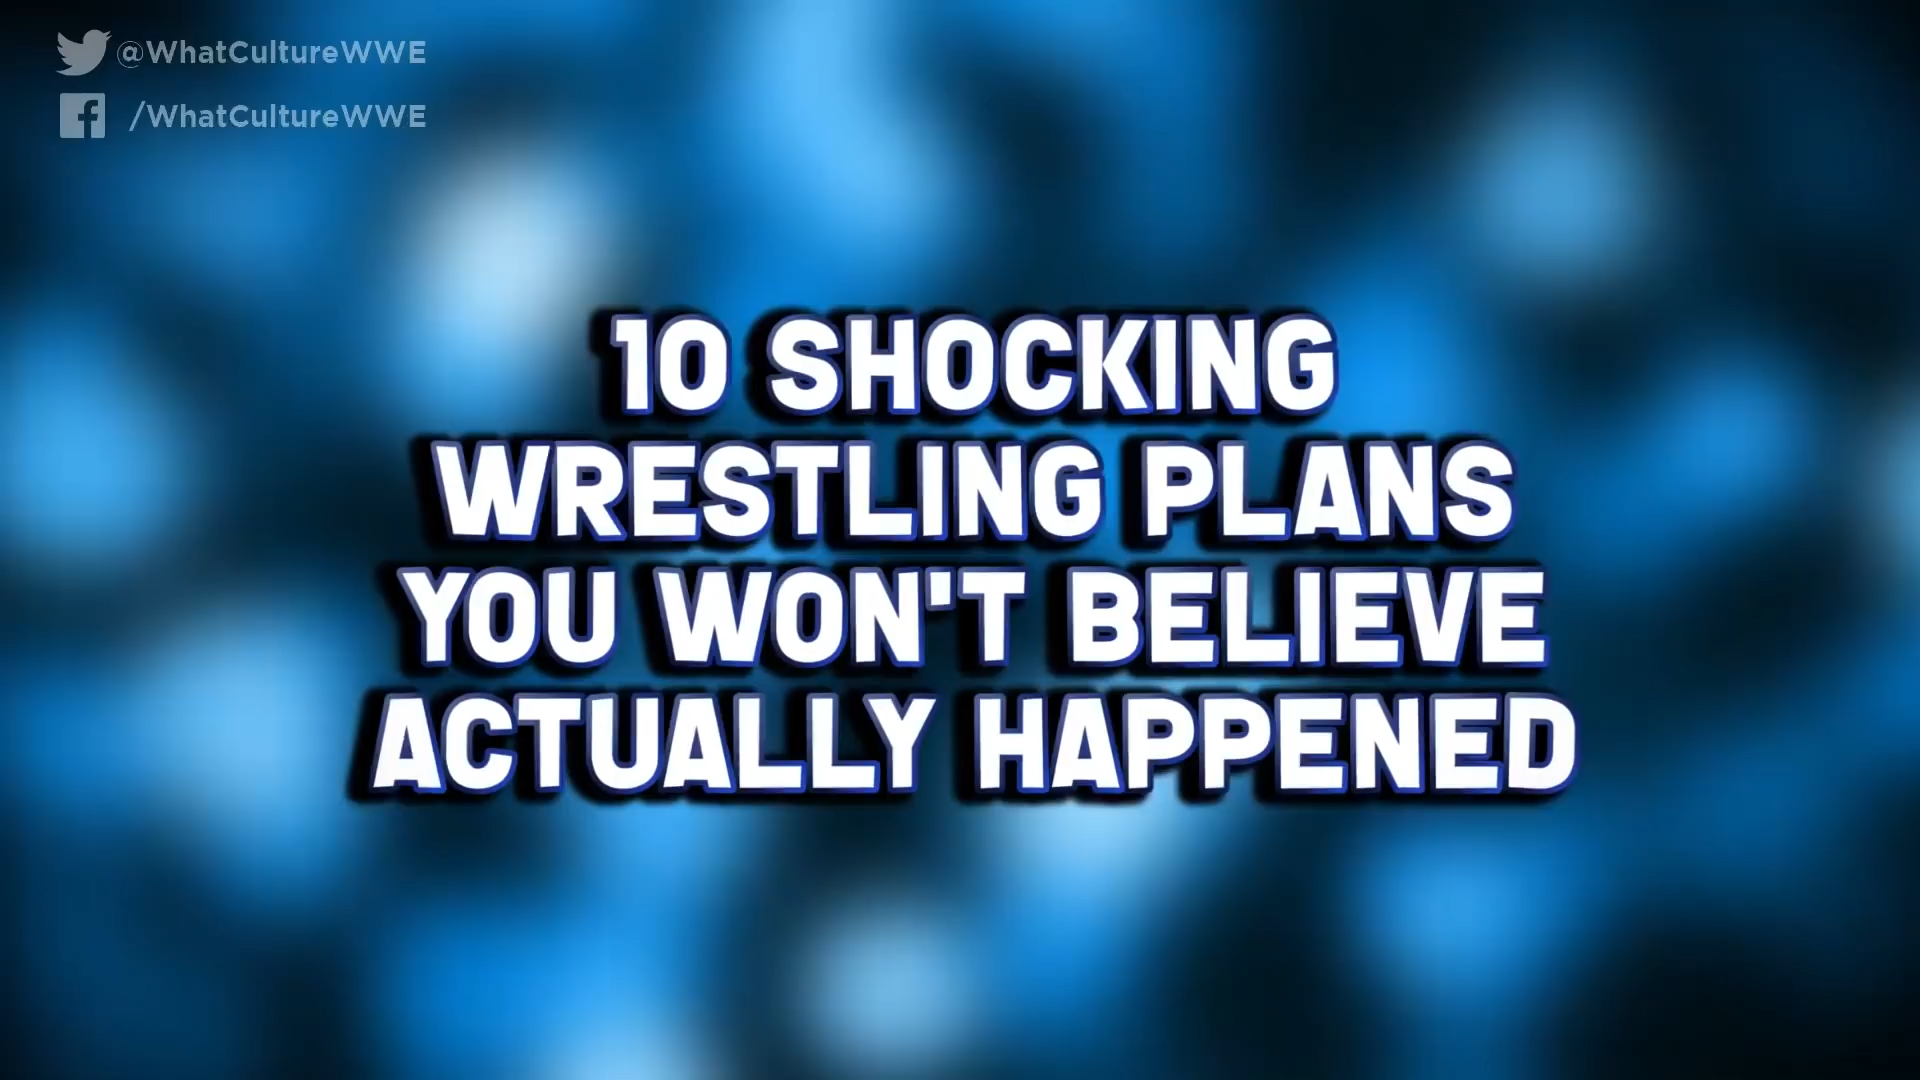 @WhatCultureWWE
/WhatCultureWWE
10 SHOCKING
WRESTLING PLANS
YOU WON'T BELIEVE
ACTUALLY HAPPENED